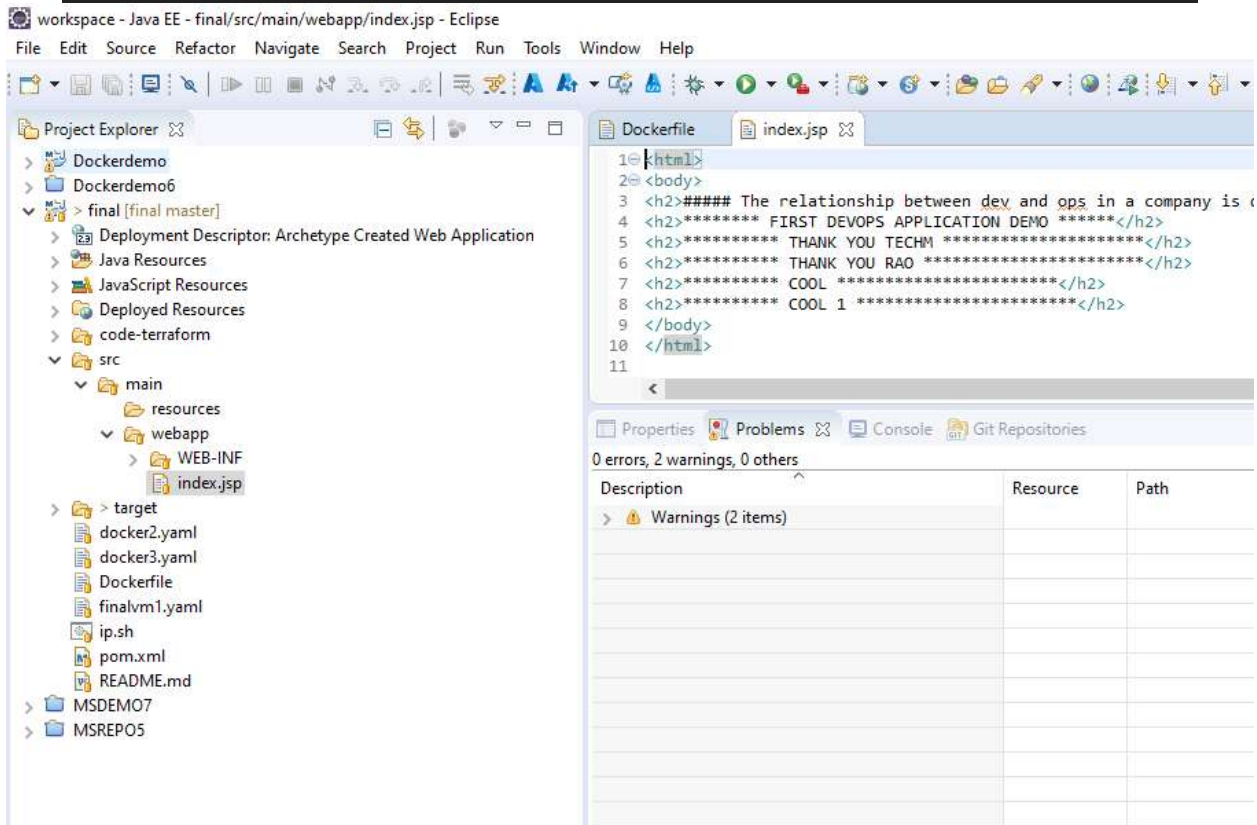 workspace - Java EE - final/src/main/webapp/index.jsp - Eclipse
File Edit Source Refactor Navigate Search Project Run Tools Window Help
Project Explorer
Dockerdemo
Dockerdemo6
> final [final master]
Deployment Descriptor: Archetype Created Web Application
Java Resources
JavaScript Resources
Deployed Resources
code-terraform
src
main
resources
webapp
WEB-INF
index.jsp
> target
docker2.yaml
docker3.yaml
Dockerfile
finalvm1.yaml
ip.sh
pom.xml
README.md
MSDEMO7
MSREPO5
Dockerfile index.jsp
1 <html>
2 <body>
3 <h2>##### The relationship between dev and ops in a company is
4 <h2>******** FIRST DEVOPS APPLICATION DEMO ******</h2>
5 <h2>********** THANK YOU TECHM *********************</h2>
6 <h2>********** THANK YOU RAO ***********************</h2>
7 <h2>********** COOL ***********************</h2>
8 <h2>********** COOL 1 ***********************</h2>
9 </body>
10 </html>
11
Properties Problems Console Git Repositories
0 errors, 2 warnings, 0 others
Description Resource Path
Warnings (2 items)